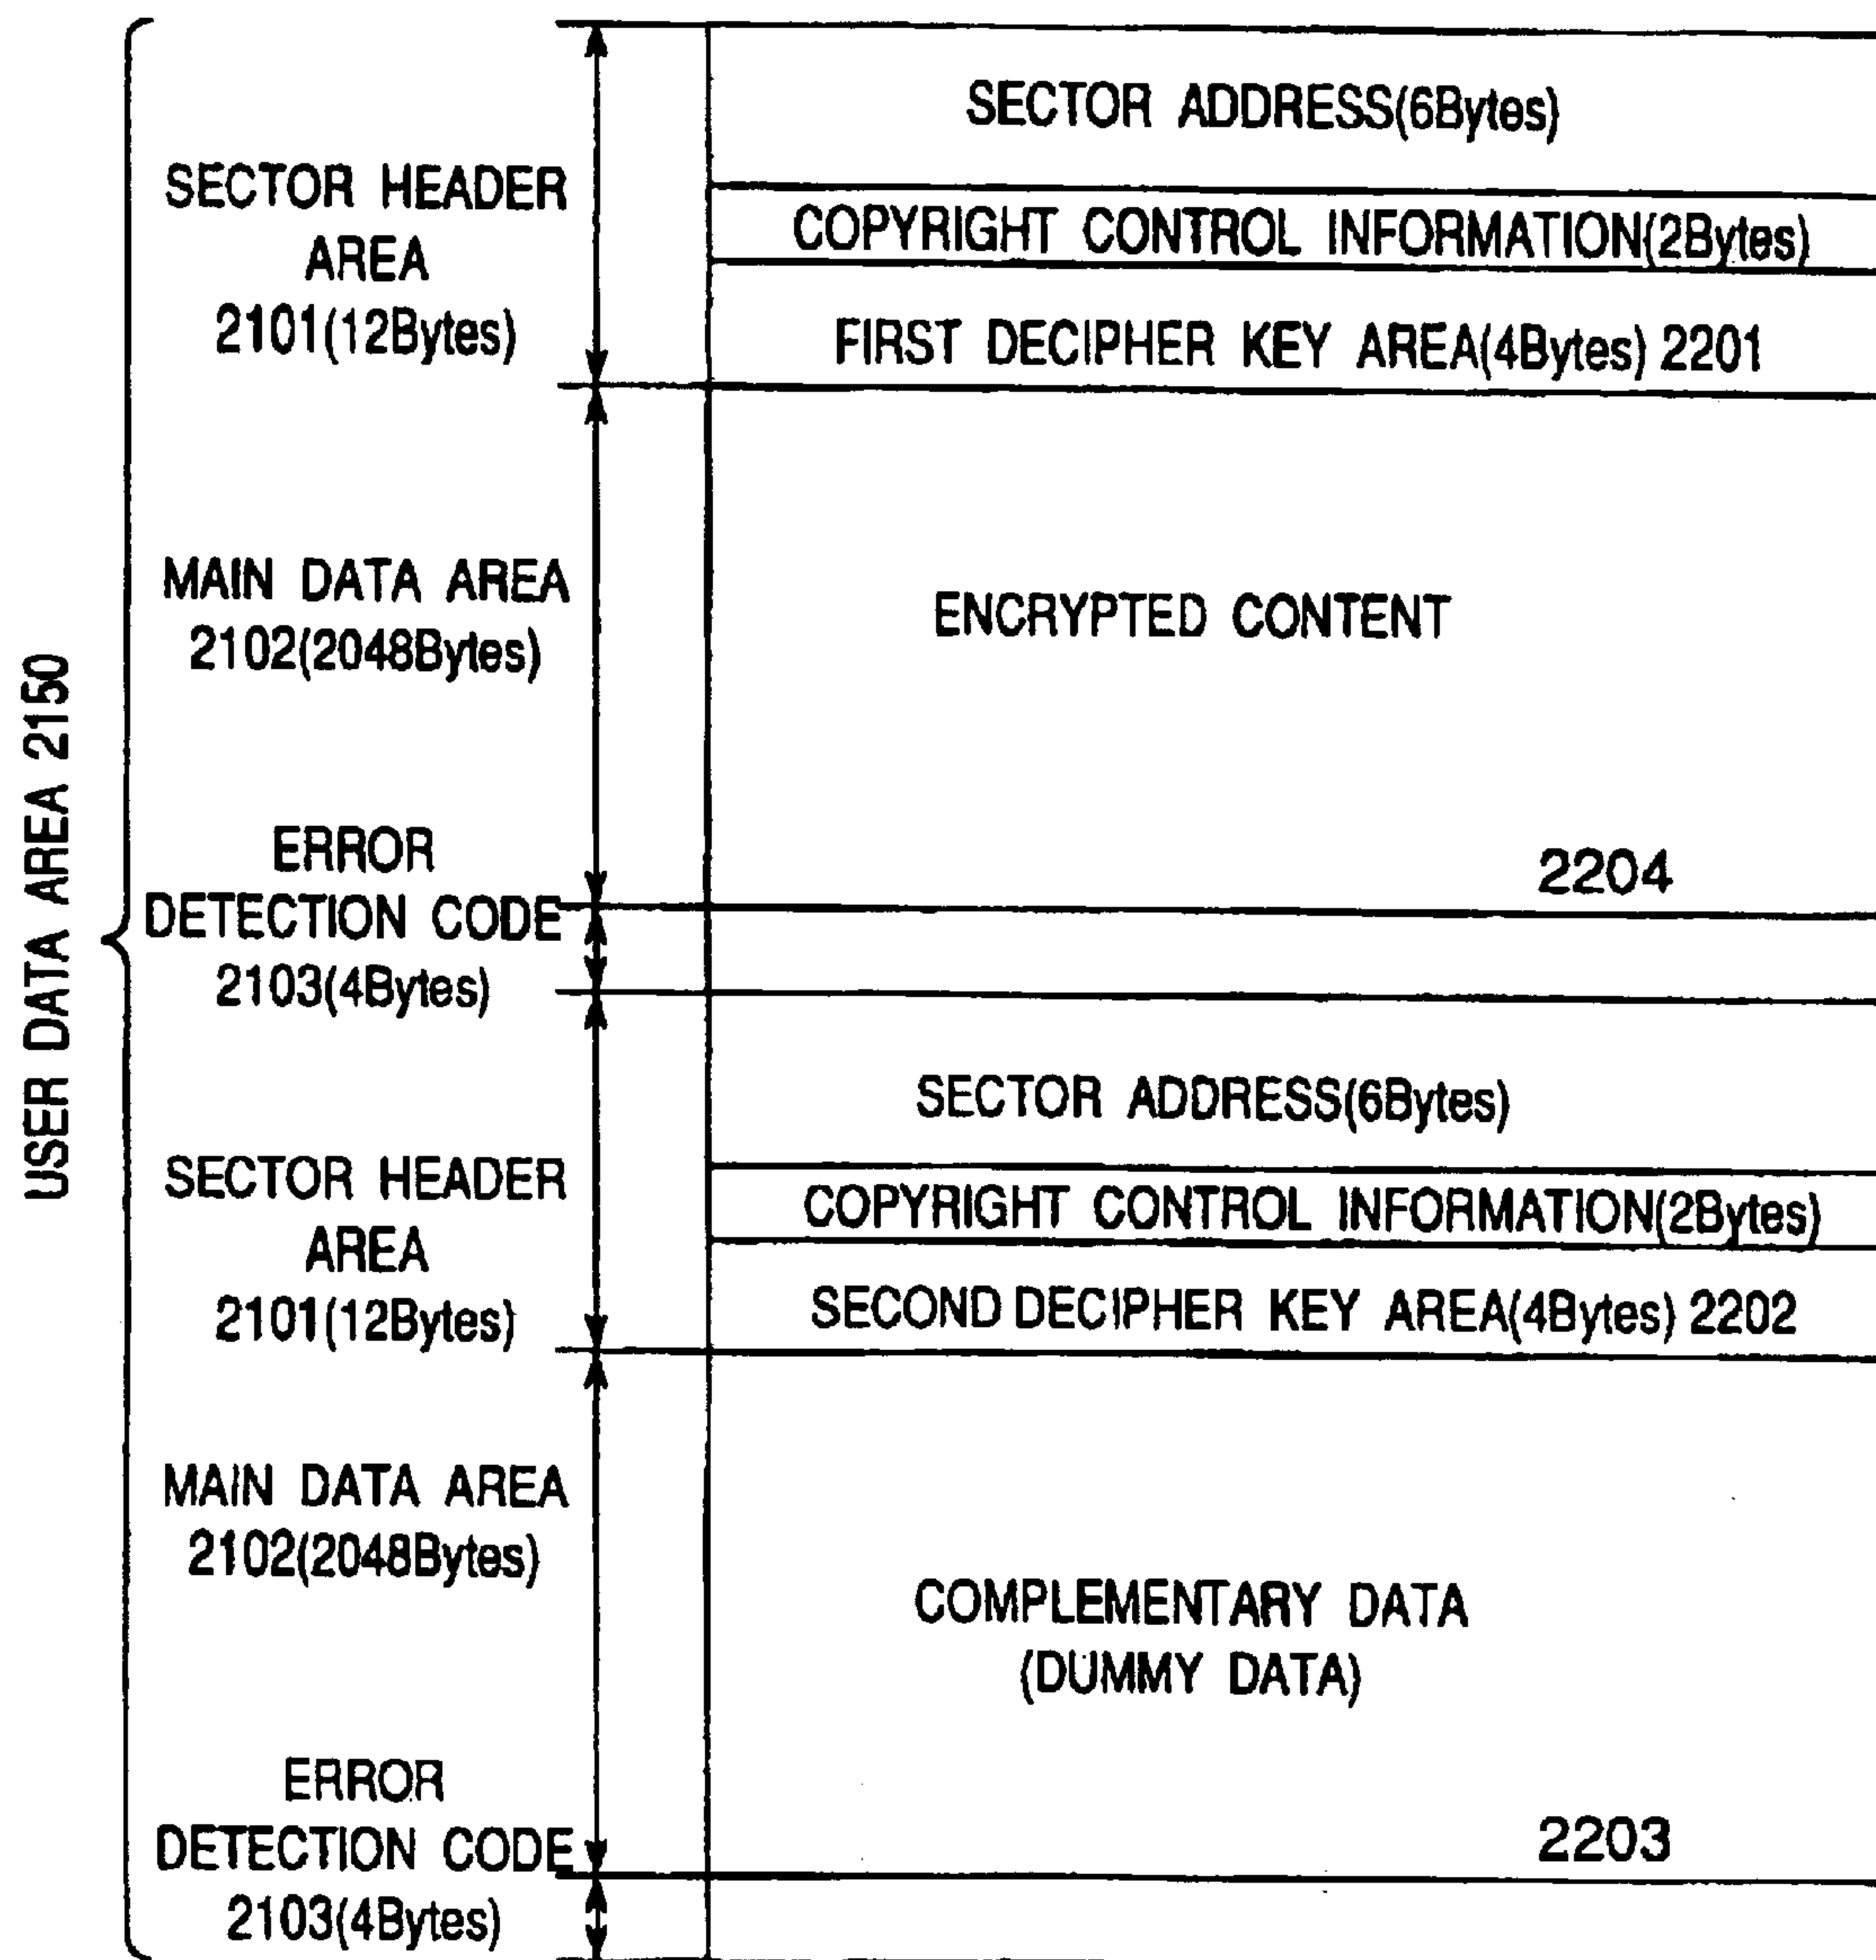 USER DATA AREA 2150
SECTOR HEADER
AREA
2101(12Bytes)
SECTOR ADDRESS(6Bytes)
COPYRIGHT CONTROL INFORMATION(2Bytes)
FIRST DECIPHER KEY AREA(4Bytes) 2201
MAIN DATA AREA
2102(2048Bytes)
ENCRYPTED CONTENT
2204
ERROR
DETECTION CODE
2103(4Bytes)
SECTOR HEADER
AREA
2101(12Bytes)
SECTOR ADDRESS(6Bytes)
COPYRIGHT CONTROL INFORMATION(2Bytes)
SECOND DECIPHER KEY AREA(4Bytes) 2202
MAIN DATA AREA
2102(2048Bytes)
COMPLEMENTARY DATA
(DUMMY DATA)
2203
ERROR
DETECTION CODE
2103(4Bytes)